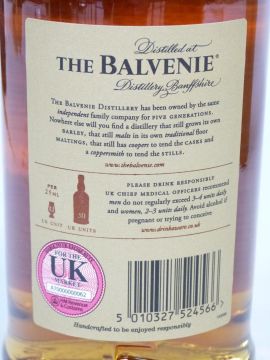 Distilled at
THE BALVENIE®
Distillery, Banffshire
THE BALVENIE DISTILLERY HAS BEEN OWNED BY THE SAME
independent FAMILY COMPANY FOR FIVE GENERATIONS.
NOWHERE ELSE WILL YOU FIND A DISTILLERY THAT STILL GROWS ITS OWN
BARLEY, THAT STILL malts IN ITS OWN traditional FLOOR
MALTINGS, THAT STILL HAS coopers TO TEND THE CASKS AND
a coppersmith TO TEND THE STILLS.
www.thebalvenie.com
PER
25 ML
1 UK UNIT
UK UNITS
PLEASE DRINK RESPONSIBLY
UK CHIEF MEDICAL OFFICERS recommend
men do not regularly exceed 3-4 units daily
and women, 2-3 units daily. Avoid alcohol if
pregnant or trying to conceive
www.drinkaware.co.uk
FOR THE
UK
MARKET
5 010327 524566 >
Handcrafted to be enjoyed responsibly